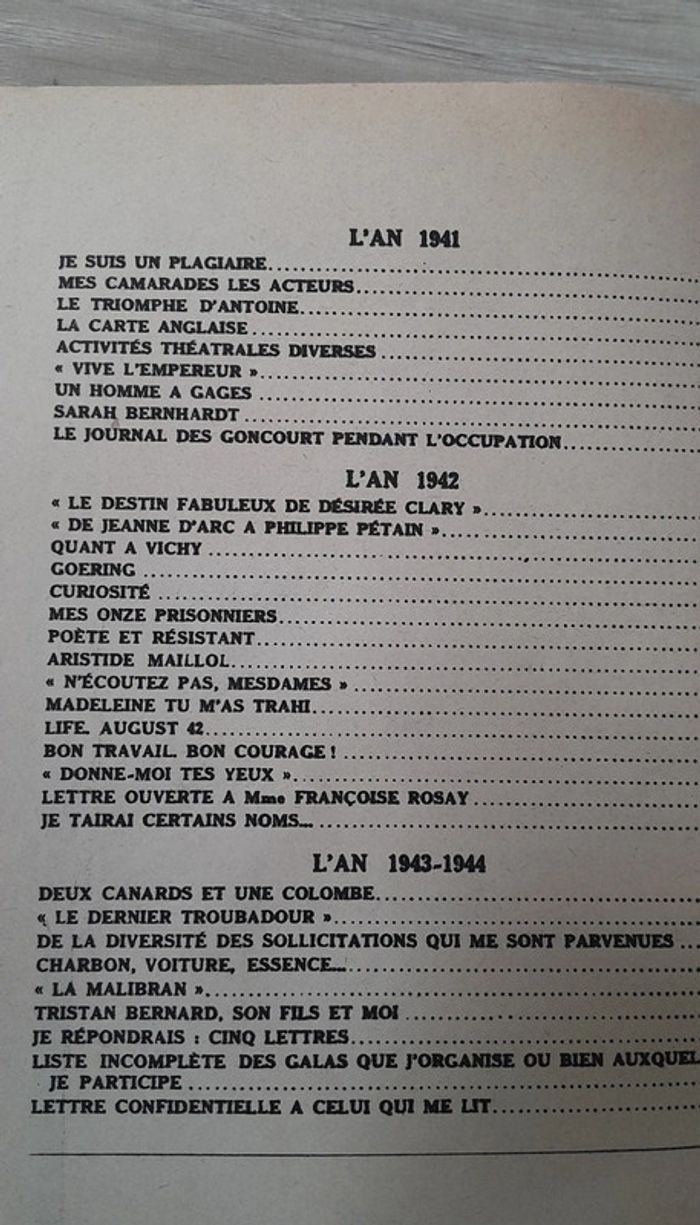 L'AN 1941
JE SUIS UN PLAGIAIRE
MES CAMARADES LES ACTEURS
LE TRIOMPHE D'ANTOINE
LA CARTE ANGLAISE
ACTIVITÉS THÉATRALES DIVERSES
« VIVE L'EMPEREUR »
UN HOMME A GAGES
SARAH BERNHARDT
LE JOURNAL DES GONCOURT PENDANT L'OCCUPATION
L'AN 1942
« LE DESTIN FABULEUX DE DÉSIRÉE CLARY »
« DE JEANNE D'ARC A PHILIPPE PÉTAIN »
QUANT A VICHY
GOERING
CURIOSITÉ
MES ONZE PRISONNIERS
POÈTE ET RÉSISTANT
ARISTIDE MAILLOL
« N'ÉCOUTEZ PAS, MESDAMES »
MADELEINE TU M'AS TRAHI
LIFE. AUGUST 42
BON TRAVAIL. BON COURAGE !
« DONNE-MOI TES YEUX »
LETTRE OUVERTE A Mme FRANÇOISE ROSAY
JE TAIRAI CERTAINS NOMS...
L'AN 1943-1944
DEUX CANARDS ET UNE COLOMBE
« LE DERNIER TROUBADOUR »
DE LA DIVERSITÉ DES SOLLICITATIONS QUI ME SONT PARVENUES
CHARBON, VOITURE, ESSENCE...
« LA MALIBRAN »
TRISTAN BERNARD, SON FILS ET MOI
JE RÉPONDRAIS : CINQ LETTRES
LISTE INCOMPLÈTE DES GALAS QUE J'ORGANISE OU BIEN AUXQUEL
JE PARTICIPE
LETTRE CONFIDENTIELLE A CELUI QUI ME LIT